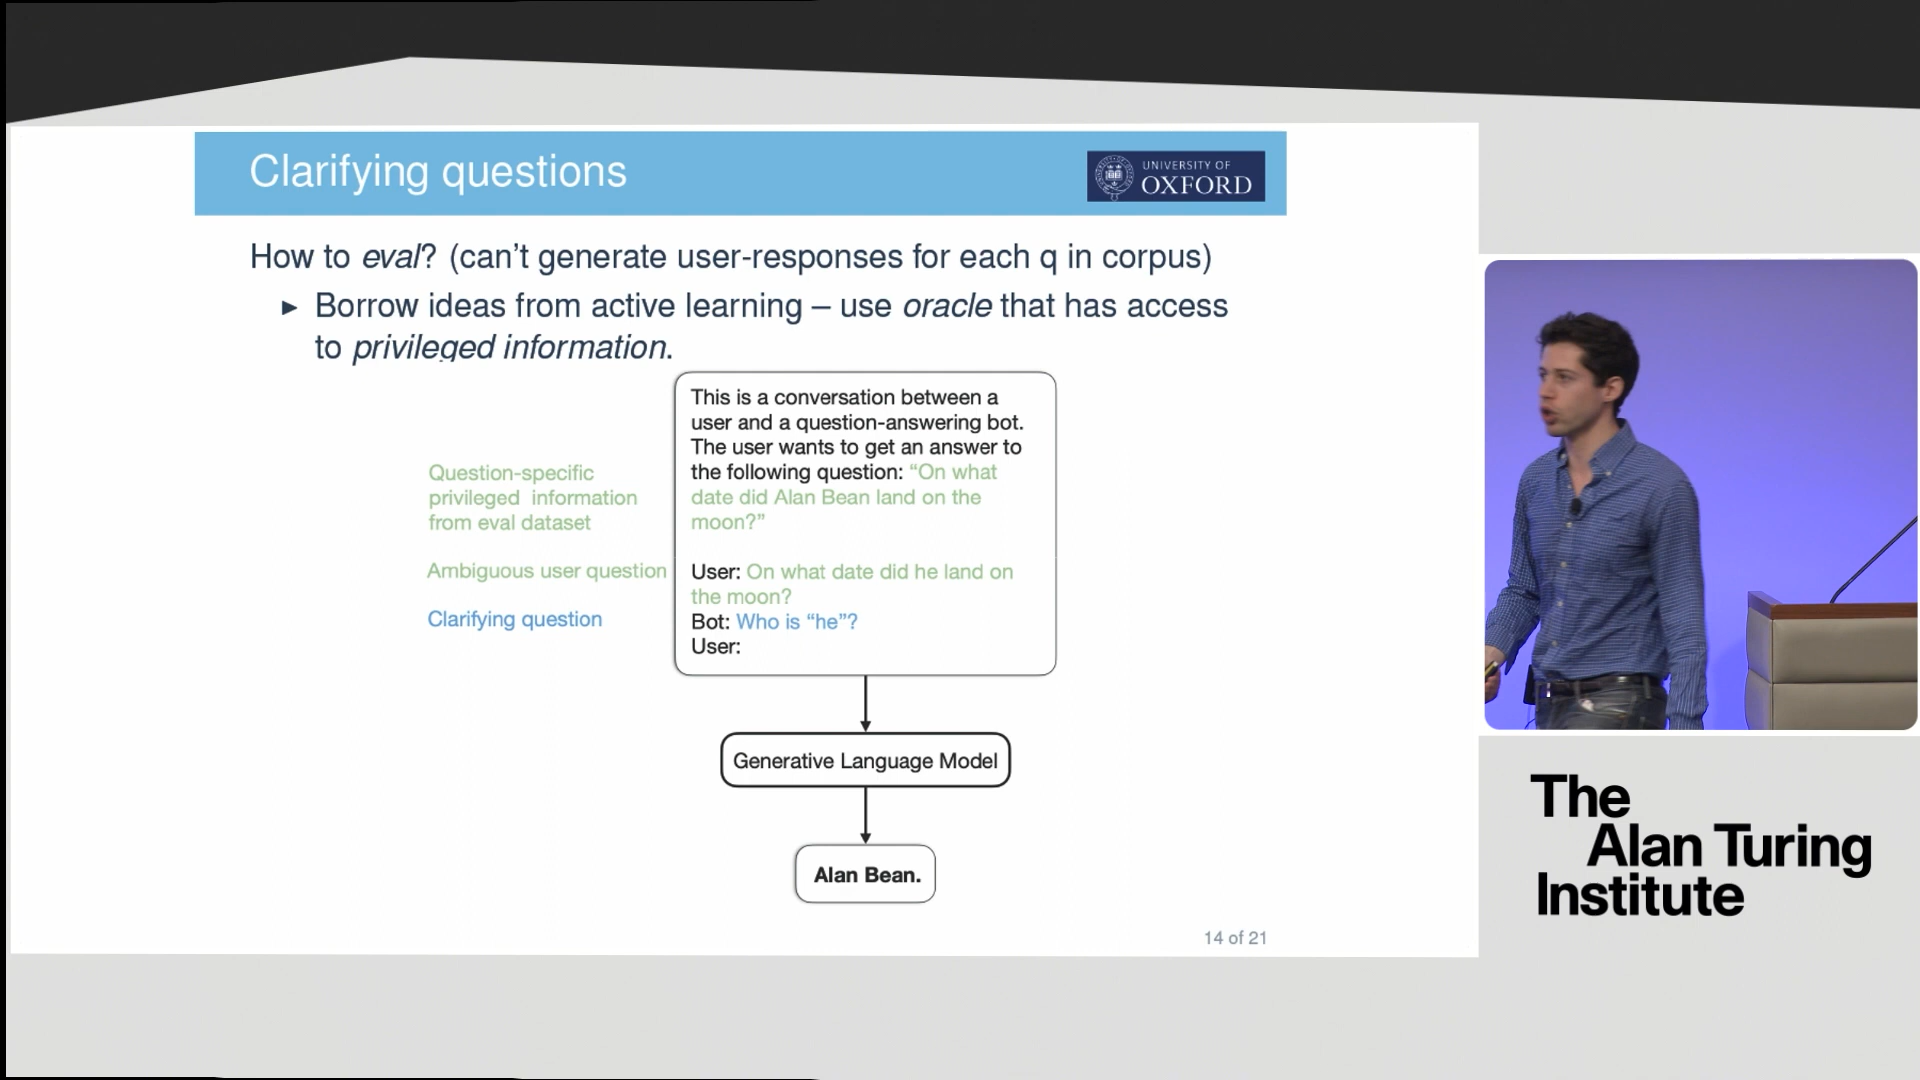 Clarifying questions
UNIVERSITY OF
OXFORD
How to eval? (can't generate user-responses for each q in corpus)
► Borrow ideas from active learning – use oracle that has access
to privileged information.
This is a conversation between a
user and a question-answering bot.
The user wants to get an answer to
the following question: “On what
date did Alan Bean land on the
moon?”
Question-specific
privileged information
from eval dataset
Ambiguous user question
Clarifying question
User: On what date did he land on
the moon?
Bot: Who is “he”?
User:
Generative Language Model
Alan Bean.
14 of 21
The
Alan Turing
Institute